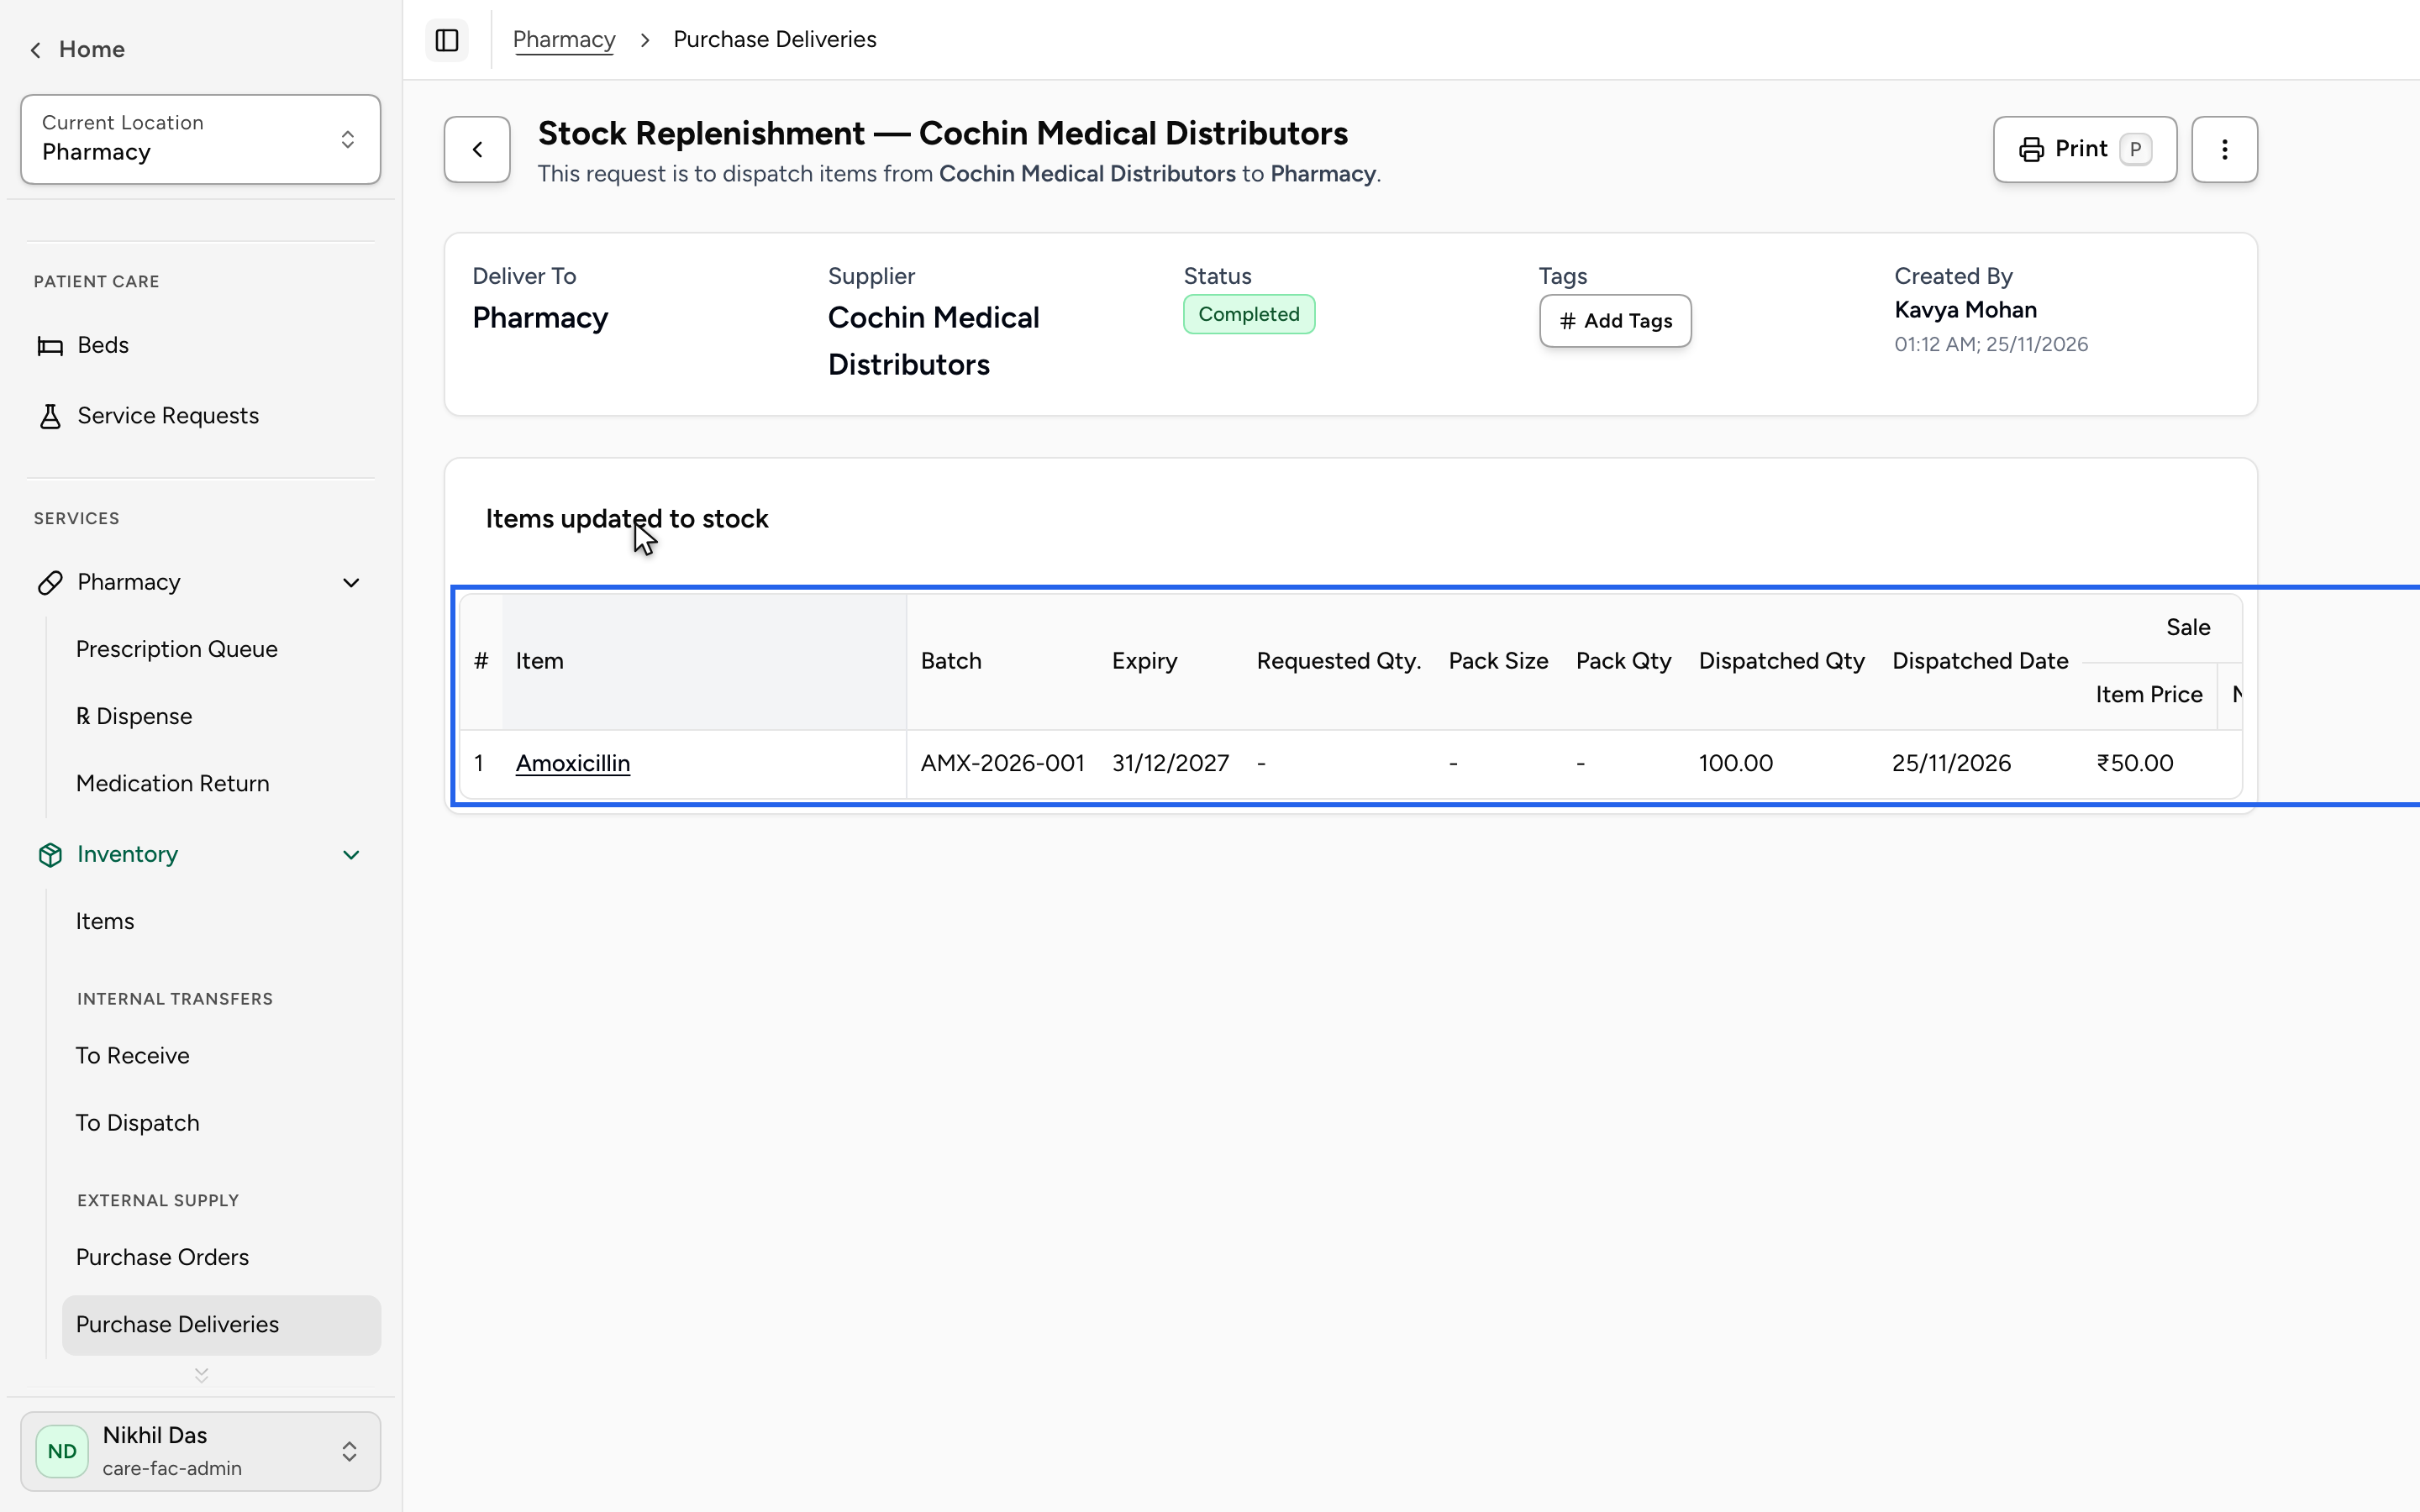 Home
Current Location
Pharmacy
PATIENT CARE
Beds
Service Requests
SERVICES
Pharmacy
Prescription Queue
℞ Dispense
Medication Return
Inventory
Items
INTERNAL TRANSFERS
To Receive
To Dispatch
EXTERNAL SUPPLY
Purchase Orders
Purchase Deliveries
ND
Nikhil Das
care-fac-admin
Pharmacy > Purchase Deliveries
Stock Replenishment — Cochin Medical Distributors
This request is to dispatch items from Cochin Medical Distributors to Pharmacy.
Print P
Deliver To
Pharmacy
Supplier
Cochin Medical
Distributors
Status
Completed
Tags
# Add Tags
Created By
Kavya Mohan
01:12 AM; 25/11/2026
Items updated to stock
# Item Batch Expiry Requested Qty. Pack Size Pack Qty Dispatched Qty Dispatched Date Sale
Item Price
1 Amoxicillin AMX-2026-001 31/12/2027 - - - 100.00 25/11/2026 ₹50.00